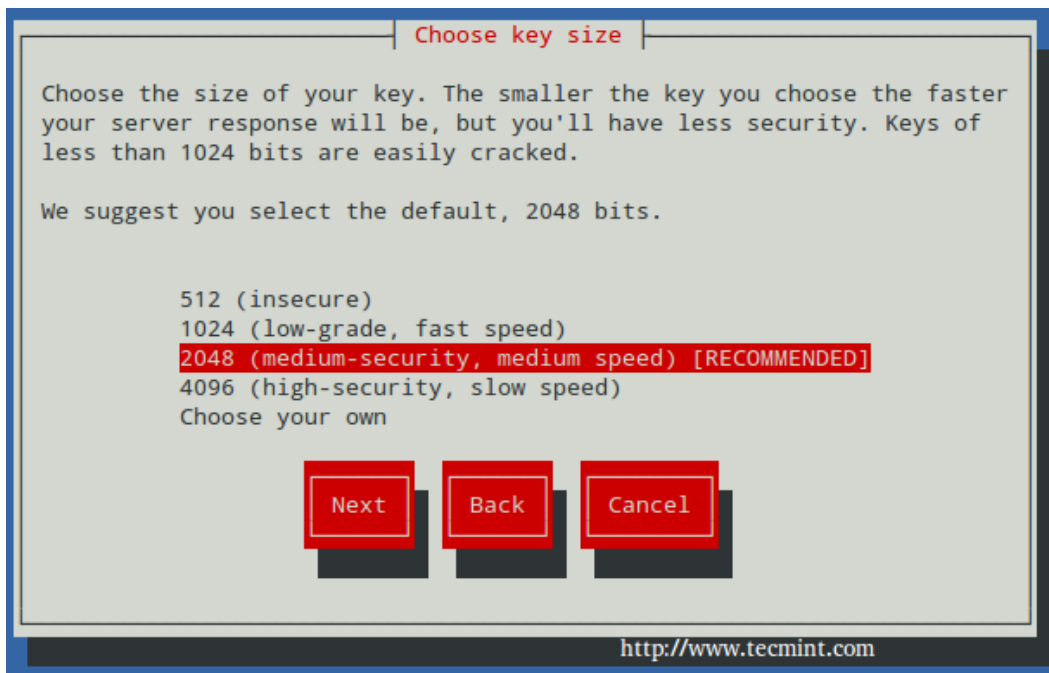 Choose key size
Choose the size of your key. The smaller the key you choose the faster
your server response will be, but you'll have less security. Keys of
less than 1024 bits are easily cracked.
We suggest you select the default, 2048 bits.
512 (insecure)
1024 (low-grade, fast speed)
2048 (medium-security, medium speed) [RECOMMENDED]
4096 (high-security, slow speed)
Choose your own
Next Back Cancel
http://www.tecmint.com